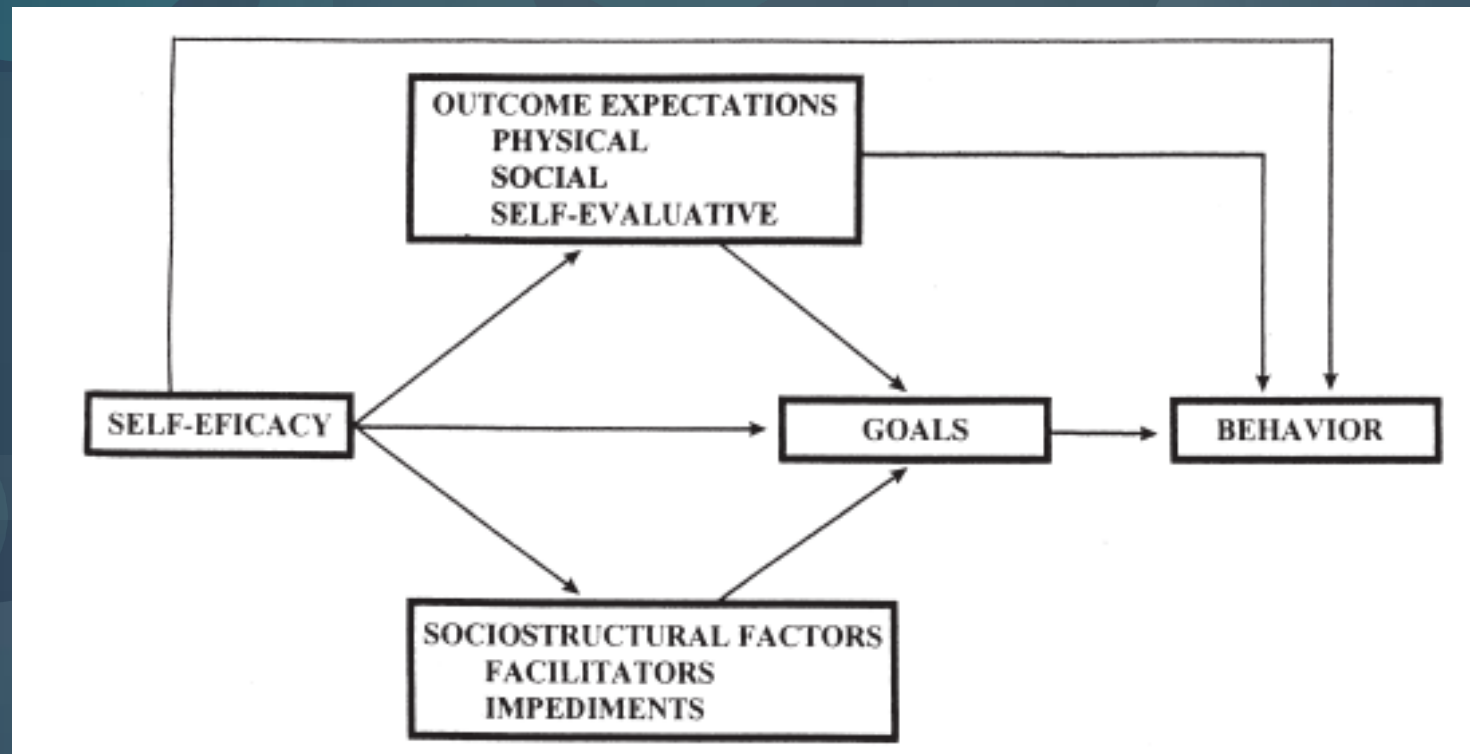 OUTCOME EXPECTATIONS
PHYSICAL
SOCIAL
SELF-EVALUATIVE
SELF-EFICACY
GOALS
BEHAVIOR
SOCIOSTRUCTURAL FACTORS
FACILITATORS
IMPEDIMENTS